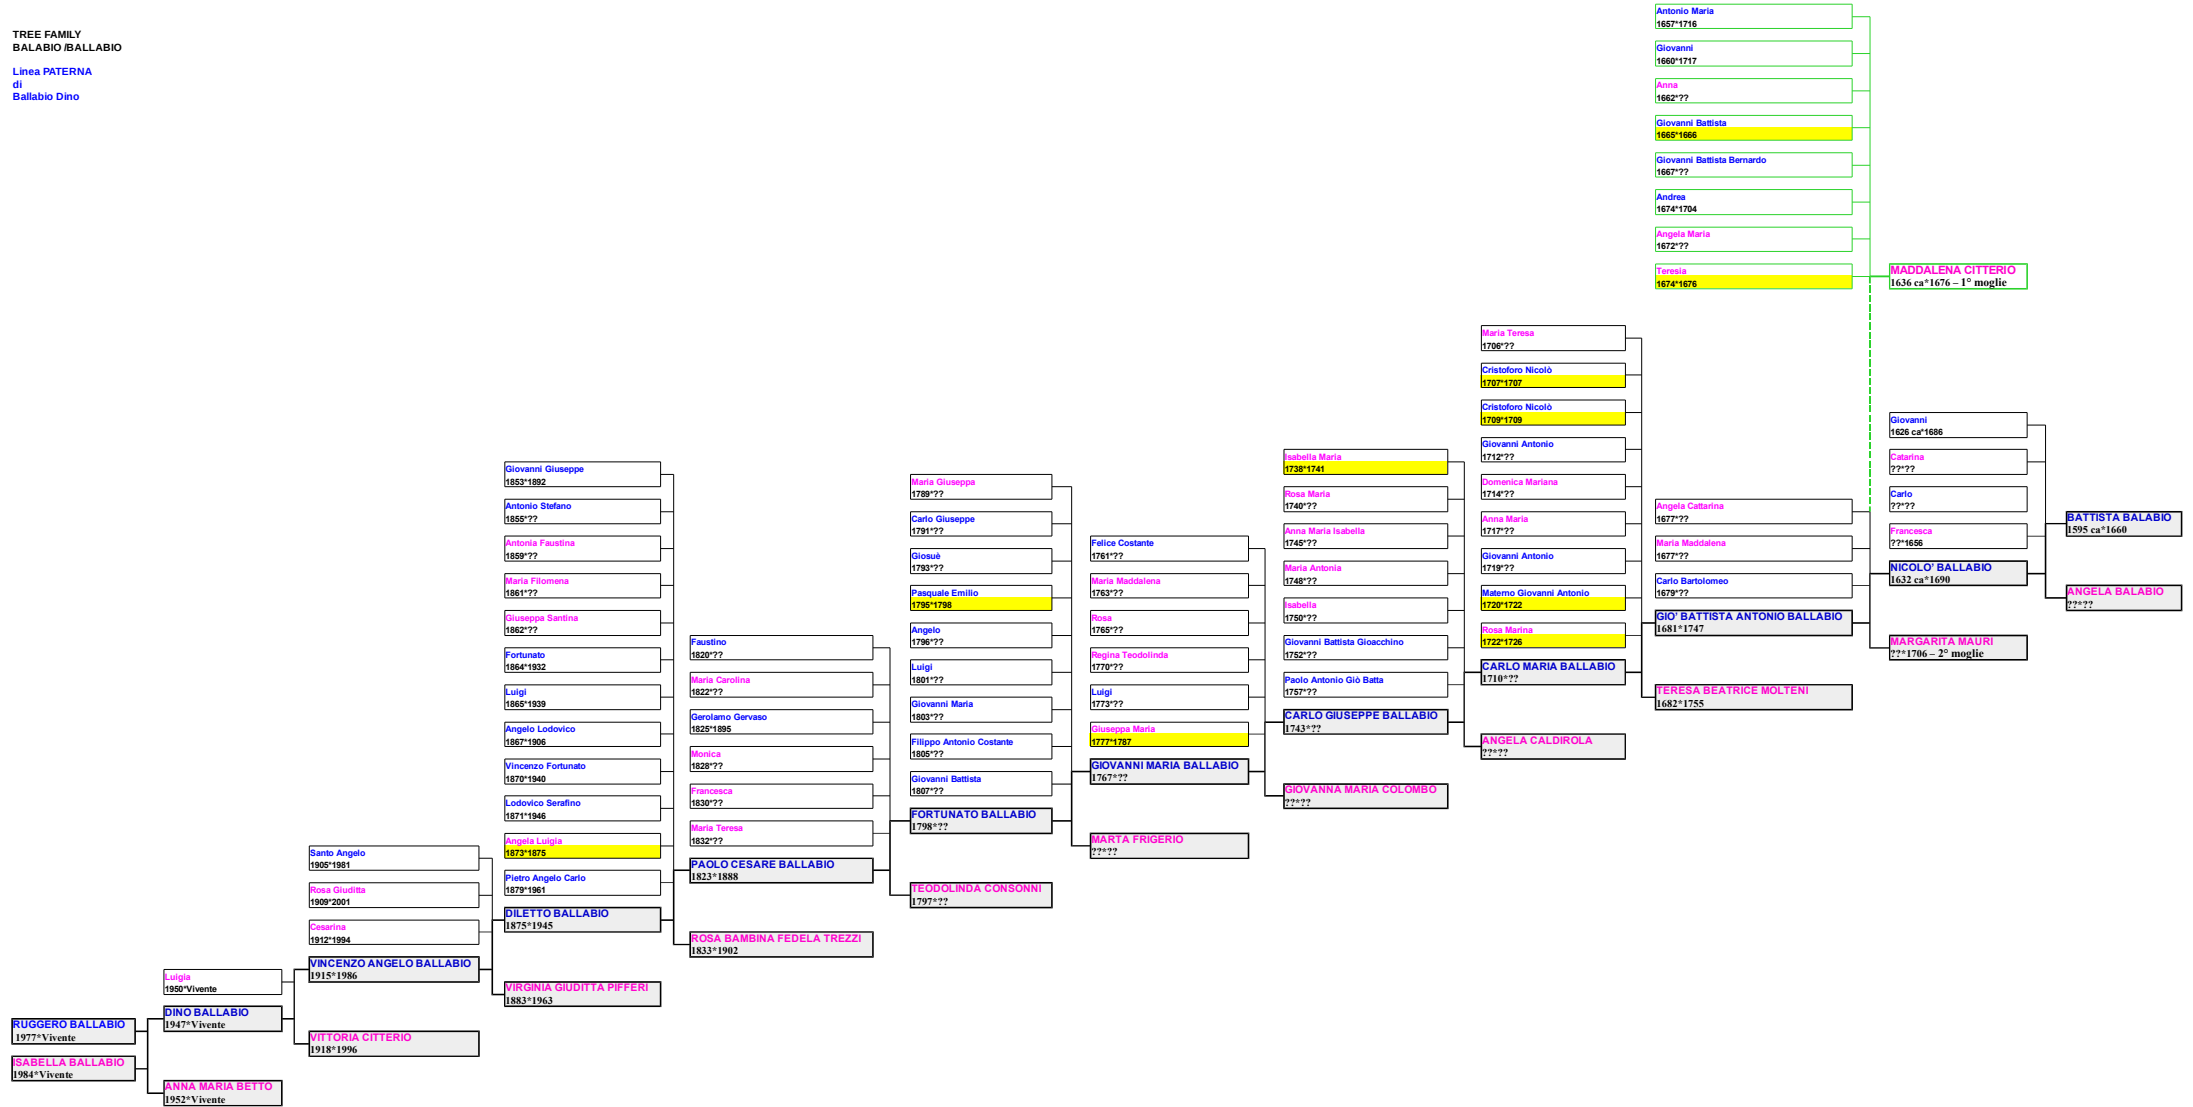 TREE FAMILY
BALABIO /BALLABIO
Linea PATERNA
di
Ballabio Dino
RUGGERO BALLABIO
1977*Vivente
ISABELLA BALLABIO
1984*Vivente
Luigia
1950*Vivente
DINO BALLABIO
1947*Vivente
ANNA MARIA BETTO
1952*Vivente
Santo Angelo
1905*1981
Rosa Giuditta
1909*2001
Cesarina
1912*1994
VINCENZO ANGELO BALLABIO
1915*1986
VITTORIA CITTERIO
1918*1996
Giovanni Giuseppe
1853*1892
Antonio Stefano
1855*??
Antonia Faustina
1859*??
Maria Filomena
1861*??
Giuseppa Santina
1862*??
Fortunato
1864*1932
Luigi
1865*1939
Angelo Lodovico
1867*1906
Vincenzo Fortunato
1870*1940
Lodovico Serafino
1871*1946
Angela Luigia
1873*1875
Pietro Angelo Carlo
1879*1961
DILETTO BALLABIO
1875*1945
VIRGINIA GIUDITTA PIFFERI
1883*1963
Faustino
1820*??
Maria Carolina
1822*??
Gerolamo Gervaso
1825*1895
Monica
1828*??
Francesca
1830*??
Maria Teresa
1832*??
PAOLO CESARE BALLABIO
1823*1888
ROSA BAMBINA FEDELA TREZZI
1833*1902
Maria Giuseppa
1789*??
Carlo Giuseppe
1791*??
Giosuè
1793*??
Pasquale Emilio
1795*1798
Angelo
1796*??
Luigi
1801*??
Giovanni Maria
1803*??
Filippo Antonio Costante
1805*??
Giovanni Battista
1807*??
FORTUNATO BALLABIO
1798*??
TEODOLINDA CONSONNI
1797*??
Felice Costante
1761*??
Maria Maddalena
1763*??
Rosa
1765*??
Regina Teodolinda
1770*??
Luigi
1773*??
Giuseppa Maria
1777*1787
GIOVANNI MARIA BALLABIO
1767*??
MARTA FRIGERIO
??*??
Isabella Maria
1738*1741
Rosa Maria
1740*??
Anna Maria Isabella
1745*??
Maria Antonia
1748*??
Isabella
1750*??
Giovanni Battista Gioacchino
1752*??
Paolo Antonio Giò Batta
1757*??
CARLO GIUSEPPE BALLABIO
1743*??
GIOVANNA MARIA COLOMBO
??*??
Maria Teresa
1706*??
Cristoforo Nicolò
1707*1707
Cristoforo Nicolò
1709*1709
Giovanni Antonio
1712*??
Domenica Mariana
1714*??
Anna Maria
1717*??
Giovanni Antonio
1719*??
Materno Giovanni Antonio
1720*1722
Rosa Marina
1722*1726
CARLO MARIA BALLABIO
1710*??
ANGELA CALDIROLA
??*??
Antonio Maria
1657*1716
Giovanni
1660*1717
Anna
1662*??
Giovanni Battista
1665*1666
Giovanni Battista Bernardo
1667*??
Andrea
1674*1704
Angela Maria
1672*??
Teresia
1674*1676
Angela Cattarina
1677*??
Maria Maddalena
1677*??
Carlo Bartolomeo
1679*??
GIO' BATTISTA ANTONIO BALLABIO
1681*1747
TERESA BEATRICE MOLTENI
1682*1755
MADDALENA CITTERIO
1636 ca*1676 – 1° moglie
Giovanni
1626 ca*1686
Catarina
??*??
Carlo
??*??
Francesca
??*1656
NICOLO' BALLABIO
1632 ca*1690
MARGARITA MAURI
??*1706 – 2° moglie
BATTISTA BALABIO
1595 ca*1660
ANGELA BALABIO
??*??